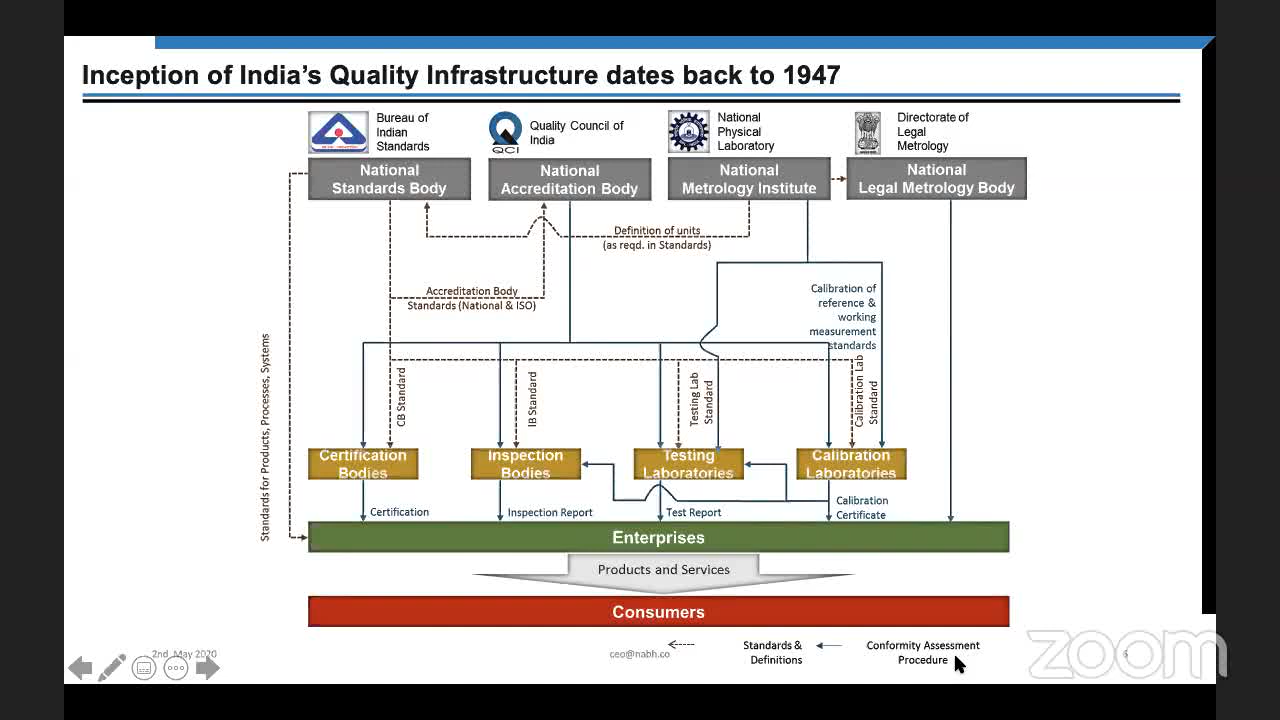 Inception of India's Quality Infrastructure dates back to 1947
Bureau of
Indian
Standards
QCI
Quality Council of
India
National
Physical
Laboratory
Directorate of
Legal
Metrology
National
Standards Body
National
Accreditation Body
National
Metrology Institute
National
Legal Metrology Body
Definition of units
(as reqd. in Standards)
Accreditation Body
Standards (National & ISO)
Calibration of
reference &
working
measurement
standards
Standards for Products, Processes, Systems
CB Standard
IB Standard
Testing Lab
Standard
Calibration Lab
Standard
Certification
Bodies
Inspection
Bodies
Testing
Laboratories
Calibration
Laboratories
Certification
Inspection Report
Test Report
Calibration
Certificate
Enterprises
Products and Services
Consumers
2nd May 2020
ceo@nabh.co
Standards &
Definitions
Conformity Assessment
Procedure
zoom